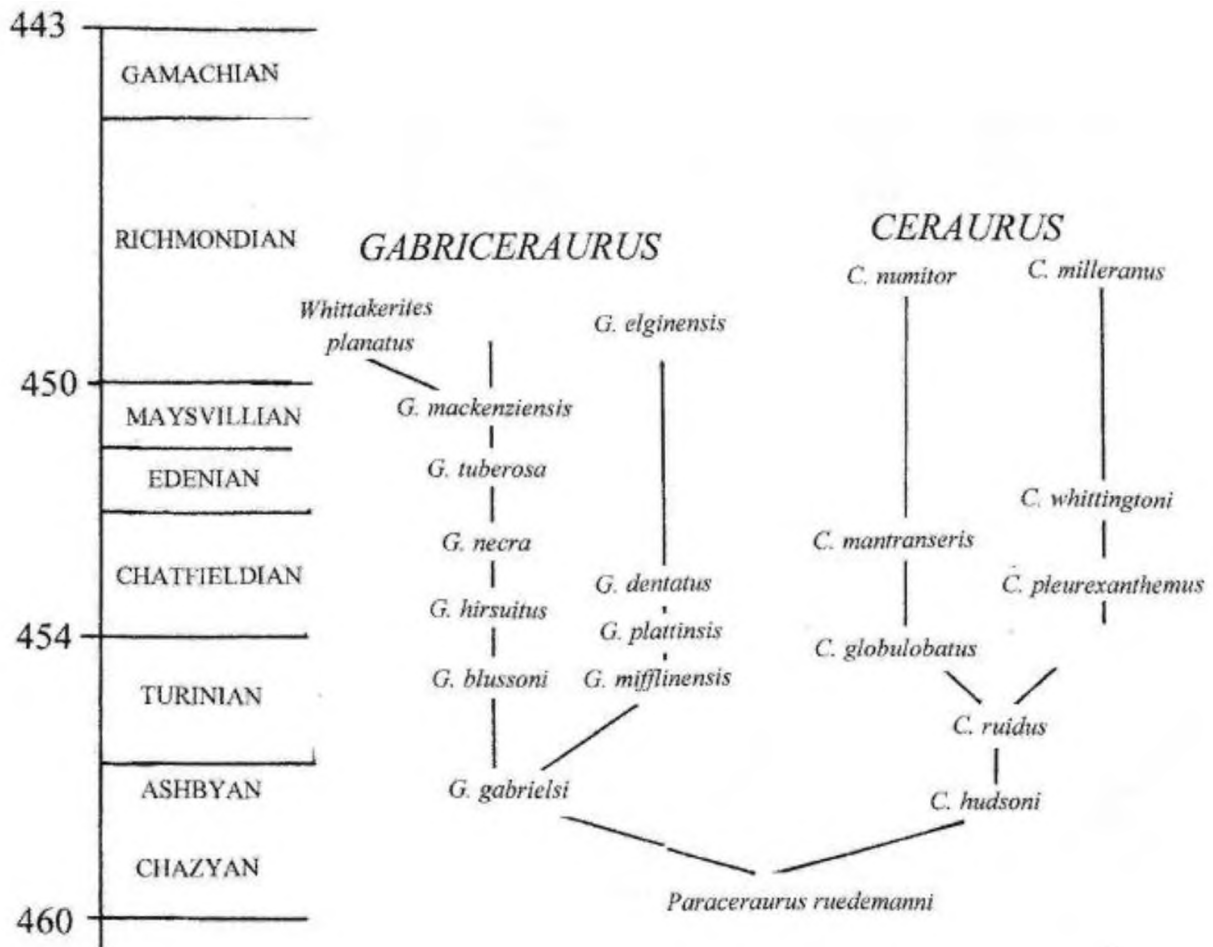 443
GAMACHIAN
RICHMONDIAN
450
MAYSVILLIAN
EDENIAN
CHATFIELDIAN
454
TURINIAN
ASHBYAN
CHAZYAN
460
GABRICERAURUS
Whittakerites
planatus
G. mackenziensis
G. tuberosa
G. necra
G. hirsuitus
G. blussoni
G. gabrielsi
G. elginensis
G. dentatus
G. plattinsis
G. mifflinensis
CERAURUS
C. numitor
C. mantranseris
C. globulobatus
C. milleranus
C. whittingtoni
C. pleurexanthemus
C. ruidus
C. hudsoni
Paraceraurus ruedemanni